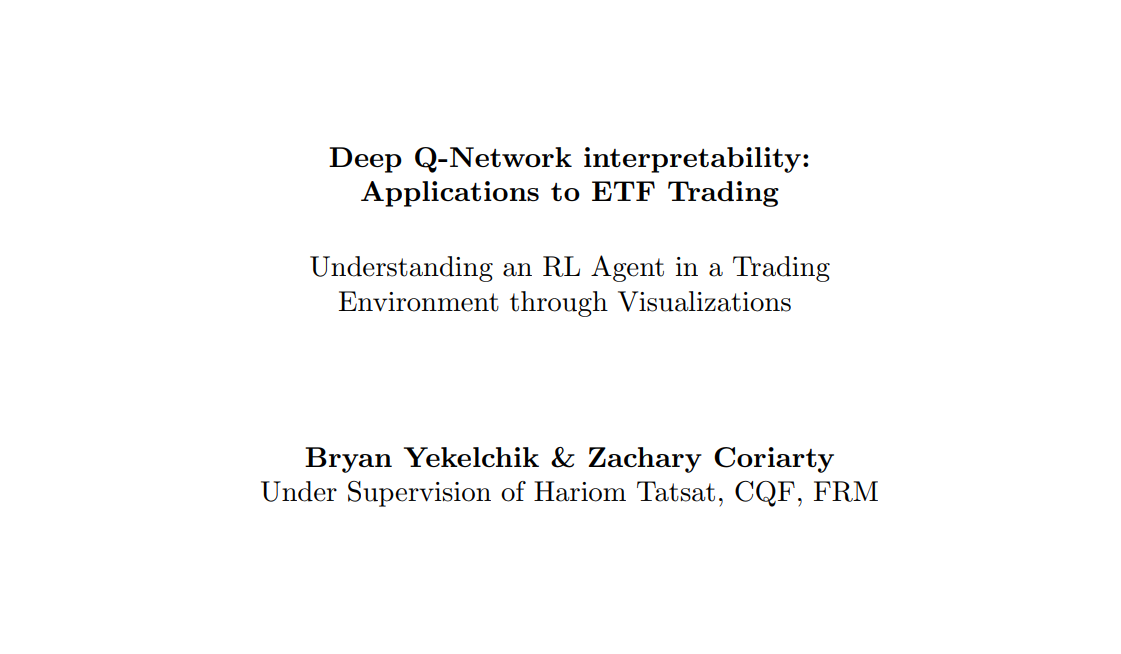 Deep Q-Network interpretability:
Applications to ETF Trading
Understanding an RL Agent in a Trading
Environment through Visualizations
Bryan Yekelchik & Zachary Coriarty
Under Supervision of Hariom Tatsat, CQF, FRM